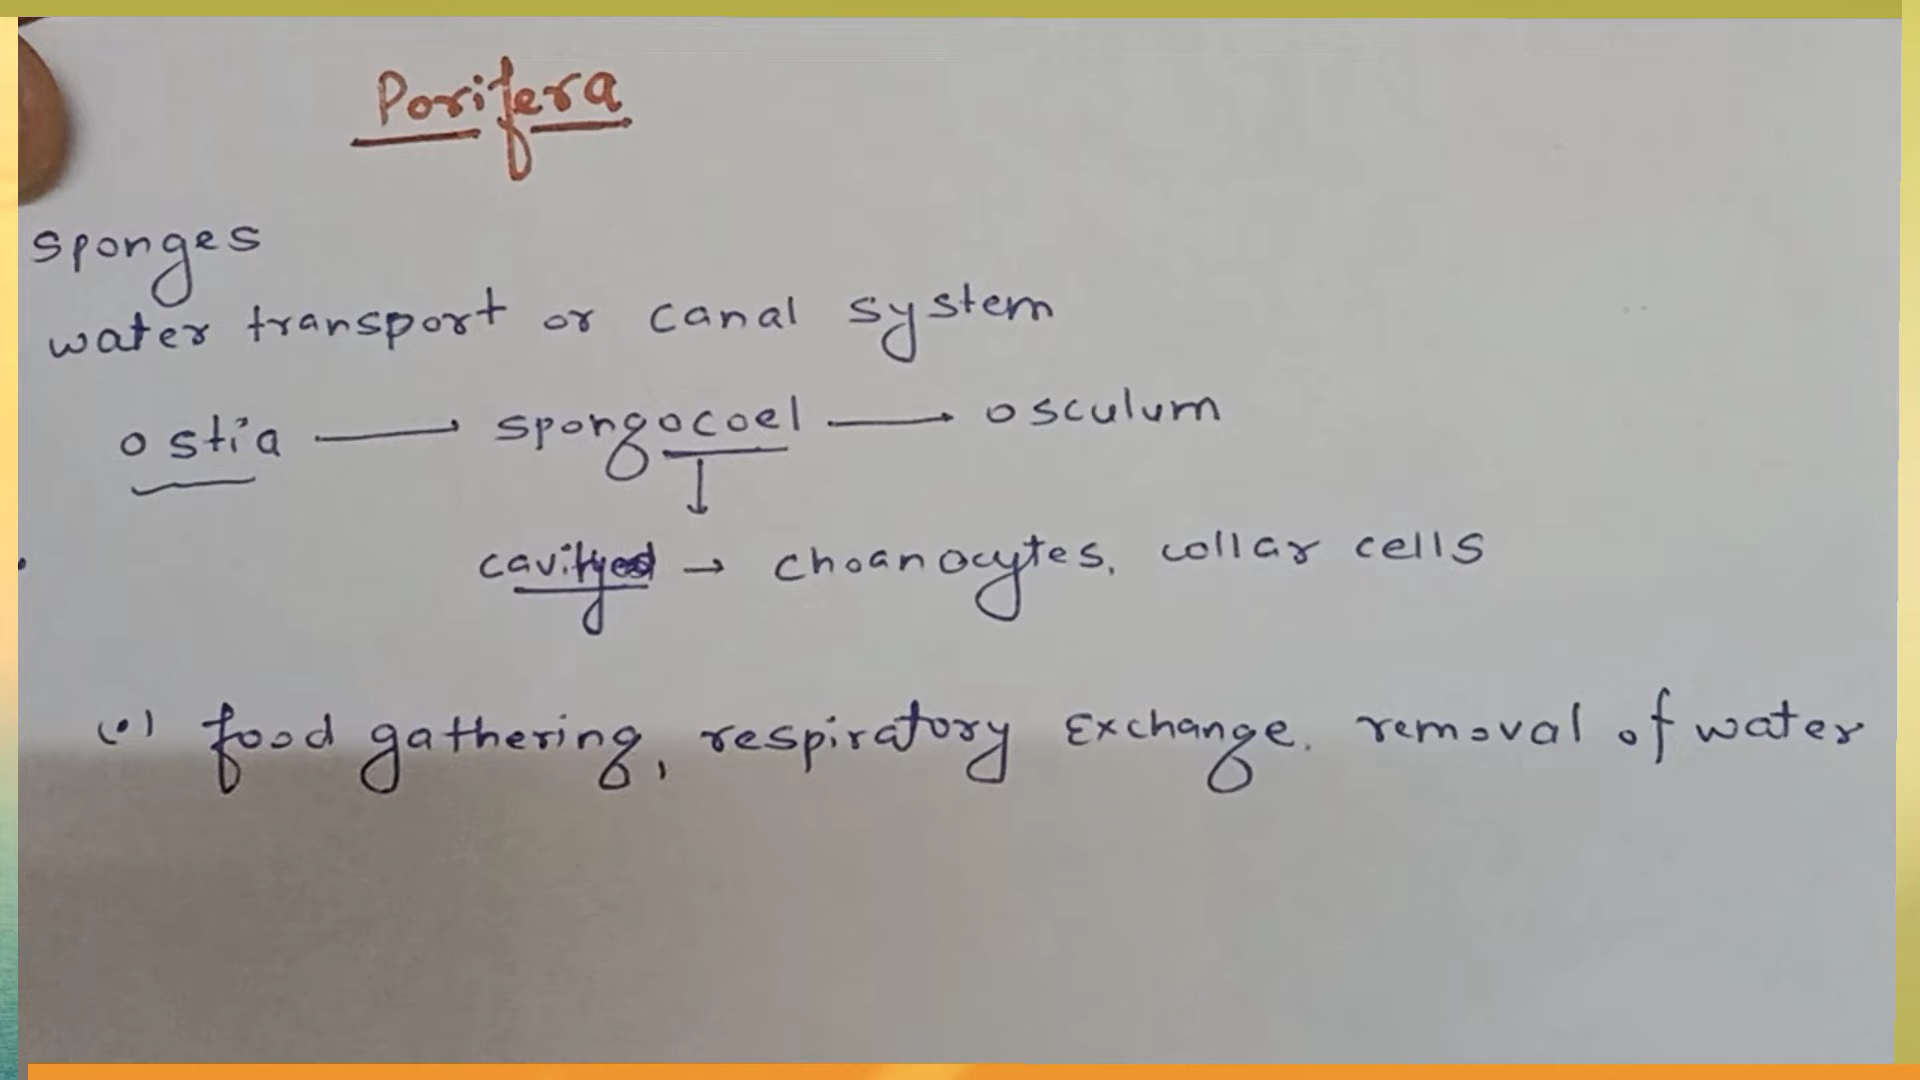 Porifera
sponges
water transport or canal system
ostia → spongocoel → osculum
↓
cavity → choanocytes, collar cells
(•) food gathering, respiratory Exchange. removal of water